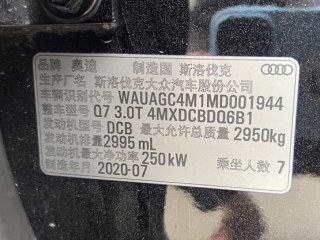 品牌 奥迪 制造国 斯洛伐克
生产厂名 斯洛伐克大众汽车股份公司
车辆识别代号 WAUAGC4M1MD001944
整车型号 Q7 3.0T 4MXDCBDQ6B1
发动机型号 DCB 最大允许总质量 2950kg
发动机排量 2995 mL
最大净功率 250kW 乘坐人数 7
制造年月 2020-07